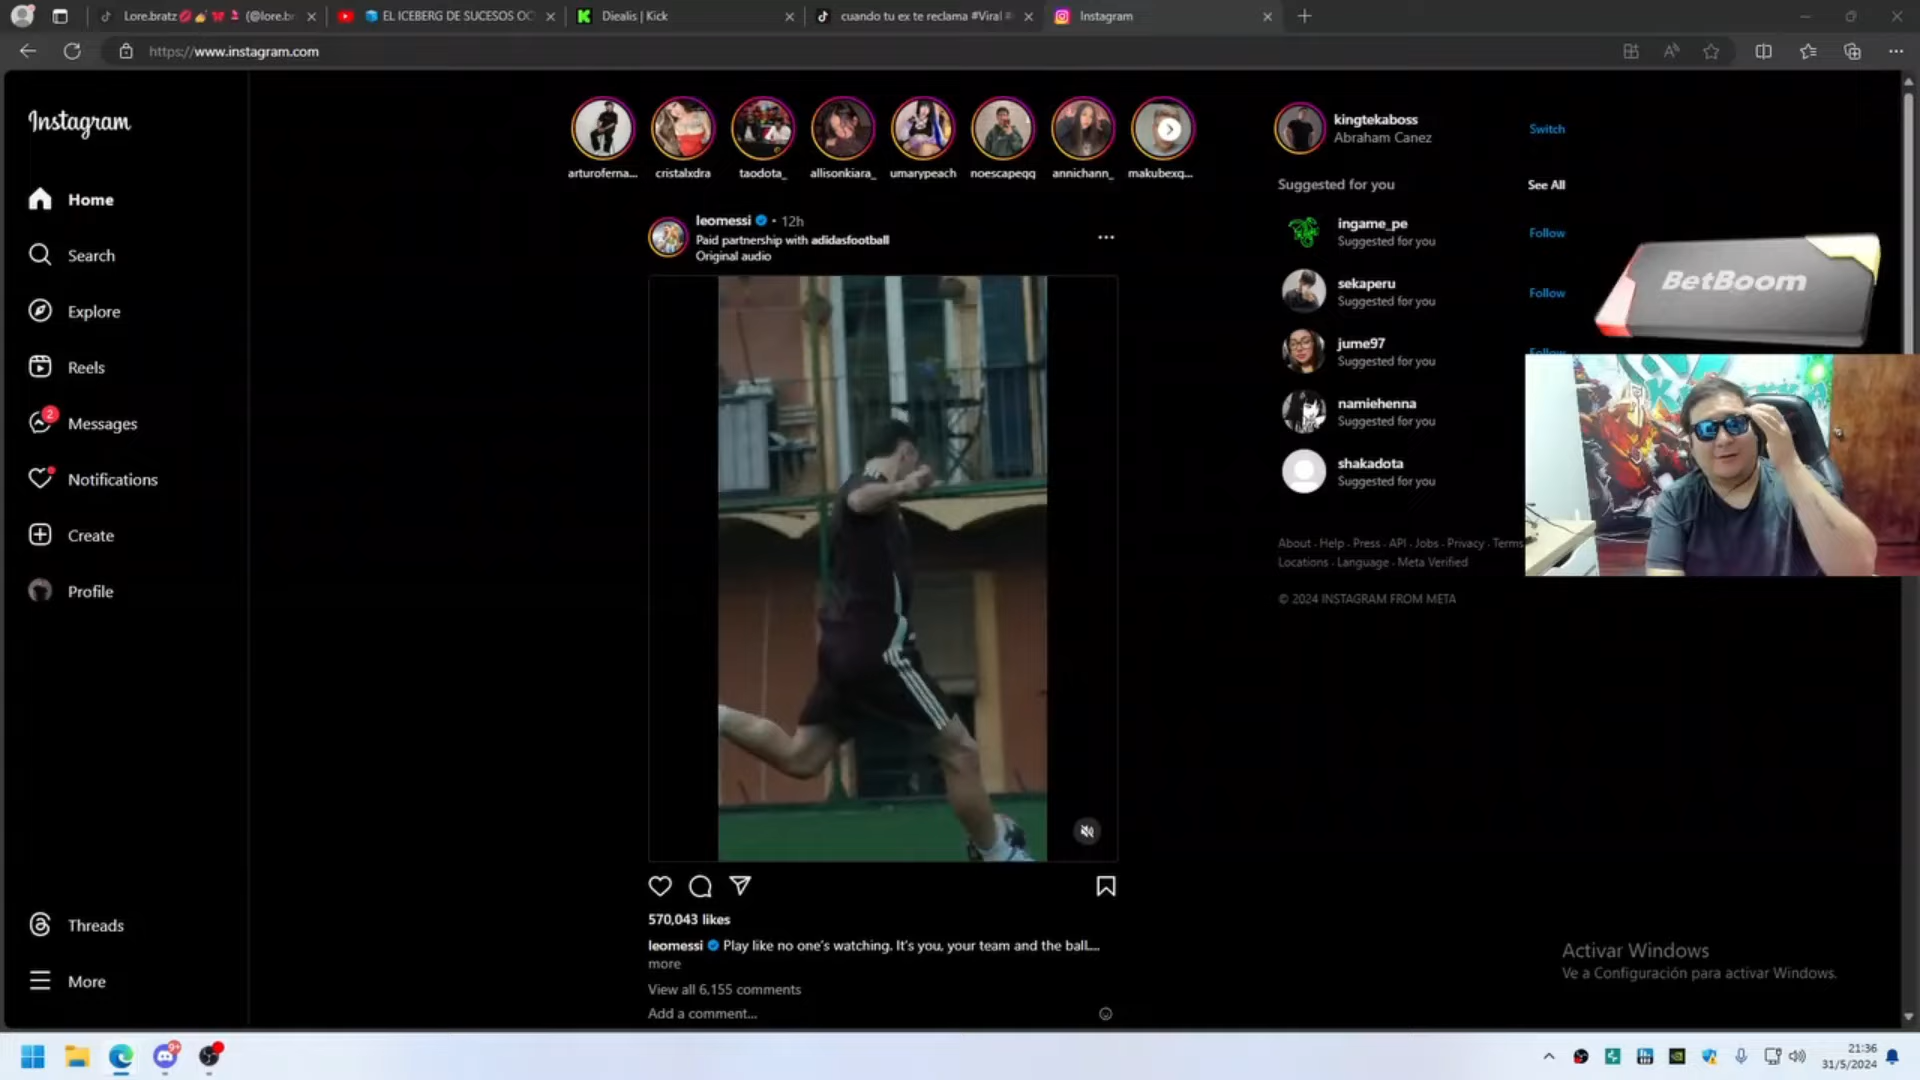 Lore.bratz (@lore.br
EL ICEBERG DE SUCESOS OC
Diealis | Kick
cuando tu ex te reclama #Viral #
Instagram
https://www.instagram.com
Instagram
Home
Search
Explore
Reels
2
Messages
Notifications
Create
Profile
Threads
More
arturoferna...
cristalxdra
taodota_
allisonkiara_
umarypeach
noescapeqq
annichann_
makubexq...
leomessi • 12h
Paid partnership with adidasfootball
Original audio
570,043 likes
leomessi Play like no one's watching. It's you, your team and the ball....
more
View all 6,155 comments
Add a comment...
kingtekaboss
Abraham Canez
Switch
Suggested for you
See All
ingame_pe
Suggested for you
Follow
sekaperu
Suggested for you
Follow
jume97
Suggested for you
Follow
namiehenna
Suggested for you
shakadota
Suggested for you
About · Help · Press · API · Jobs · Privacy · Terms
Locations · Language · Meta Verified
© 2024 INSTAGRAM FROM META
BetBoom
Activar Windows
Ve a Configuración para activar Windows.
9+
21:36
31/5/2024